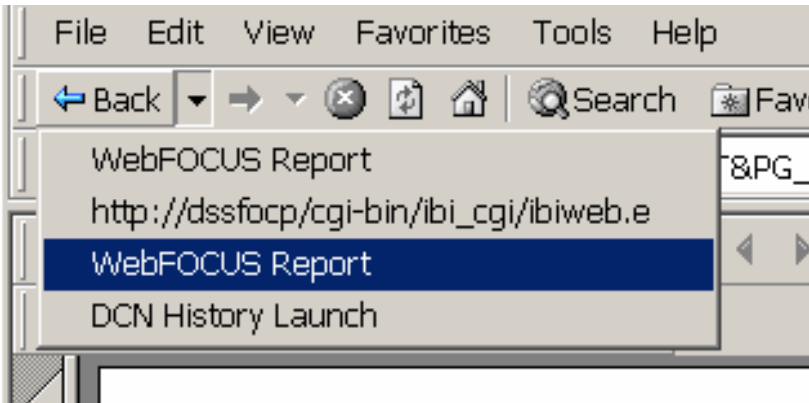 File Edit View Favorites Tools Help
Back Search Fav
WebFOCUS Report
T&PG_
http://dssfocp/cgi-bin/ibi_cgi/ibiweb.e
WebFOCUS Report
DCN History Launch